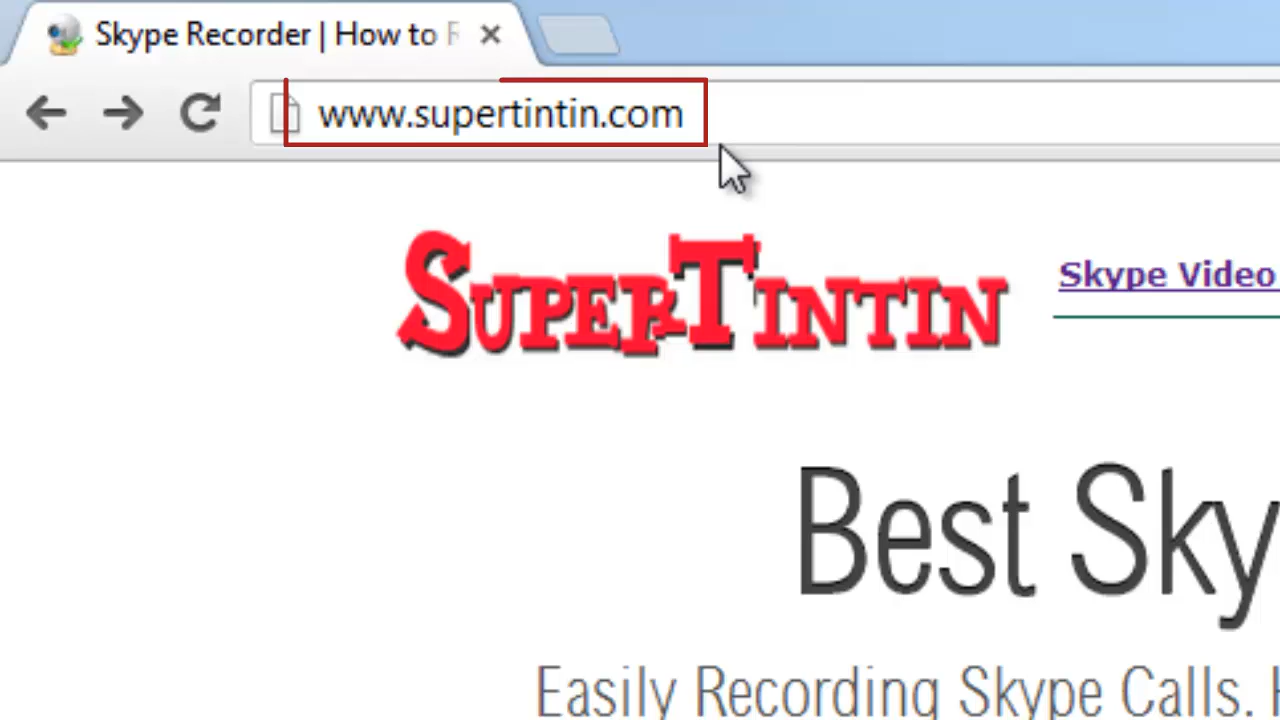 Skype Recorder | How to
www.supertintin.com
SUPERTINTIN
Skype Video
Best Sky
Easily Recording Skype Calls.